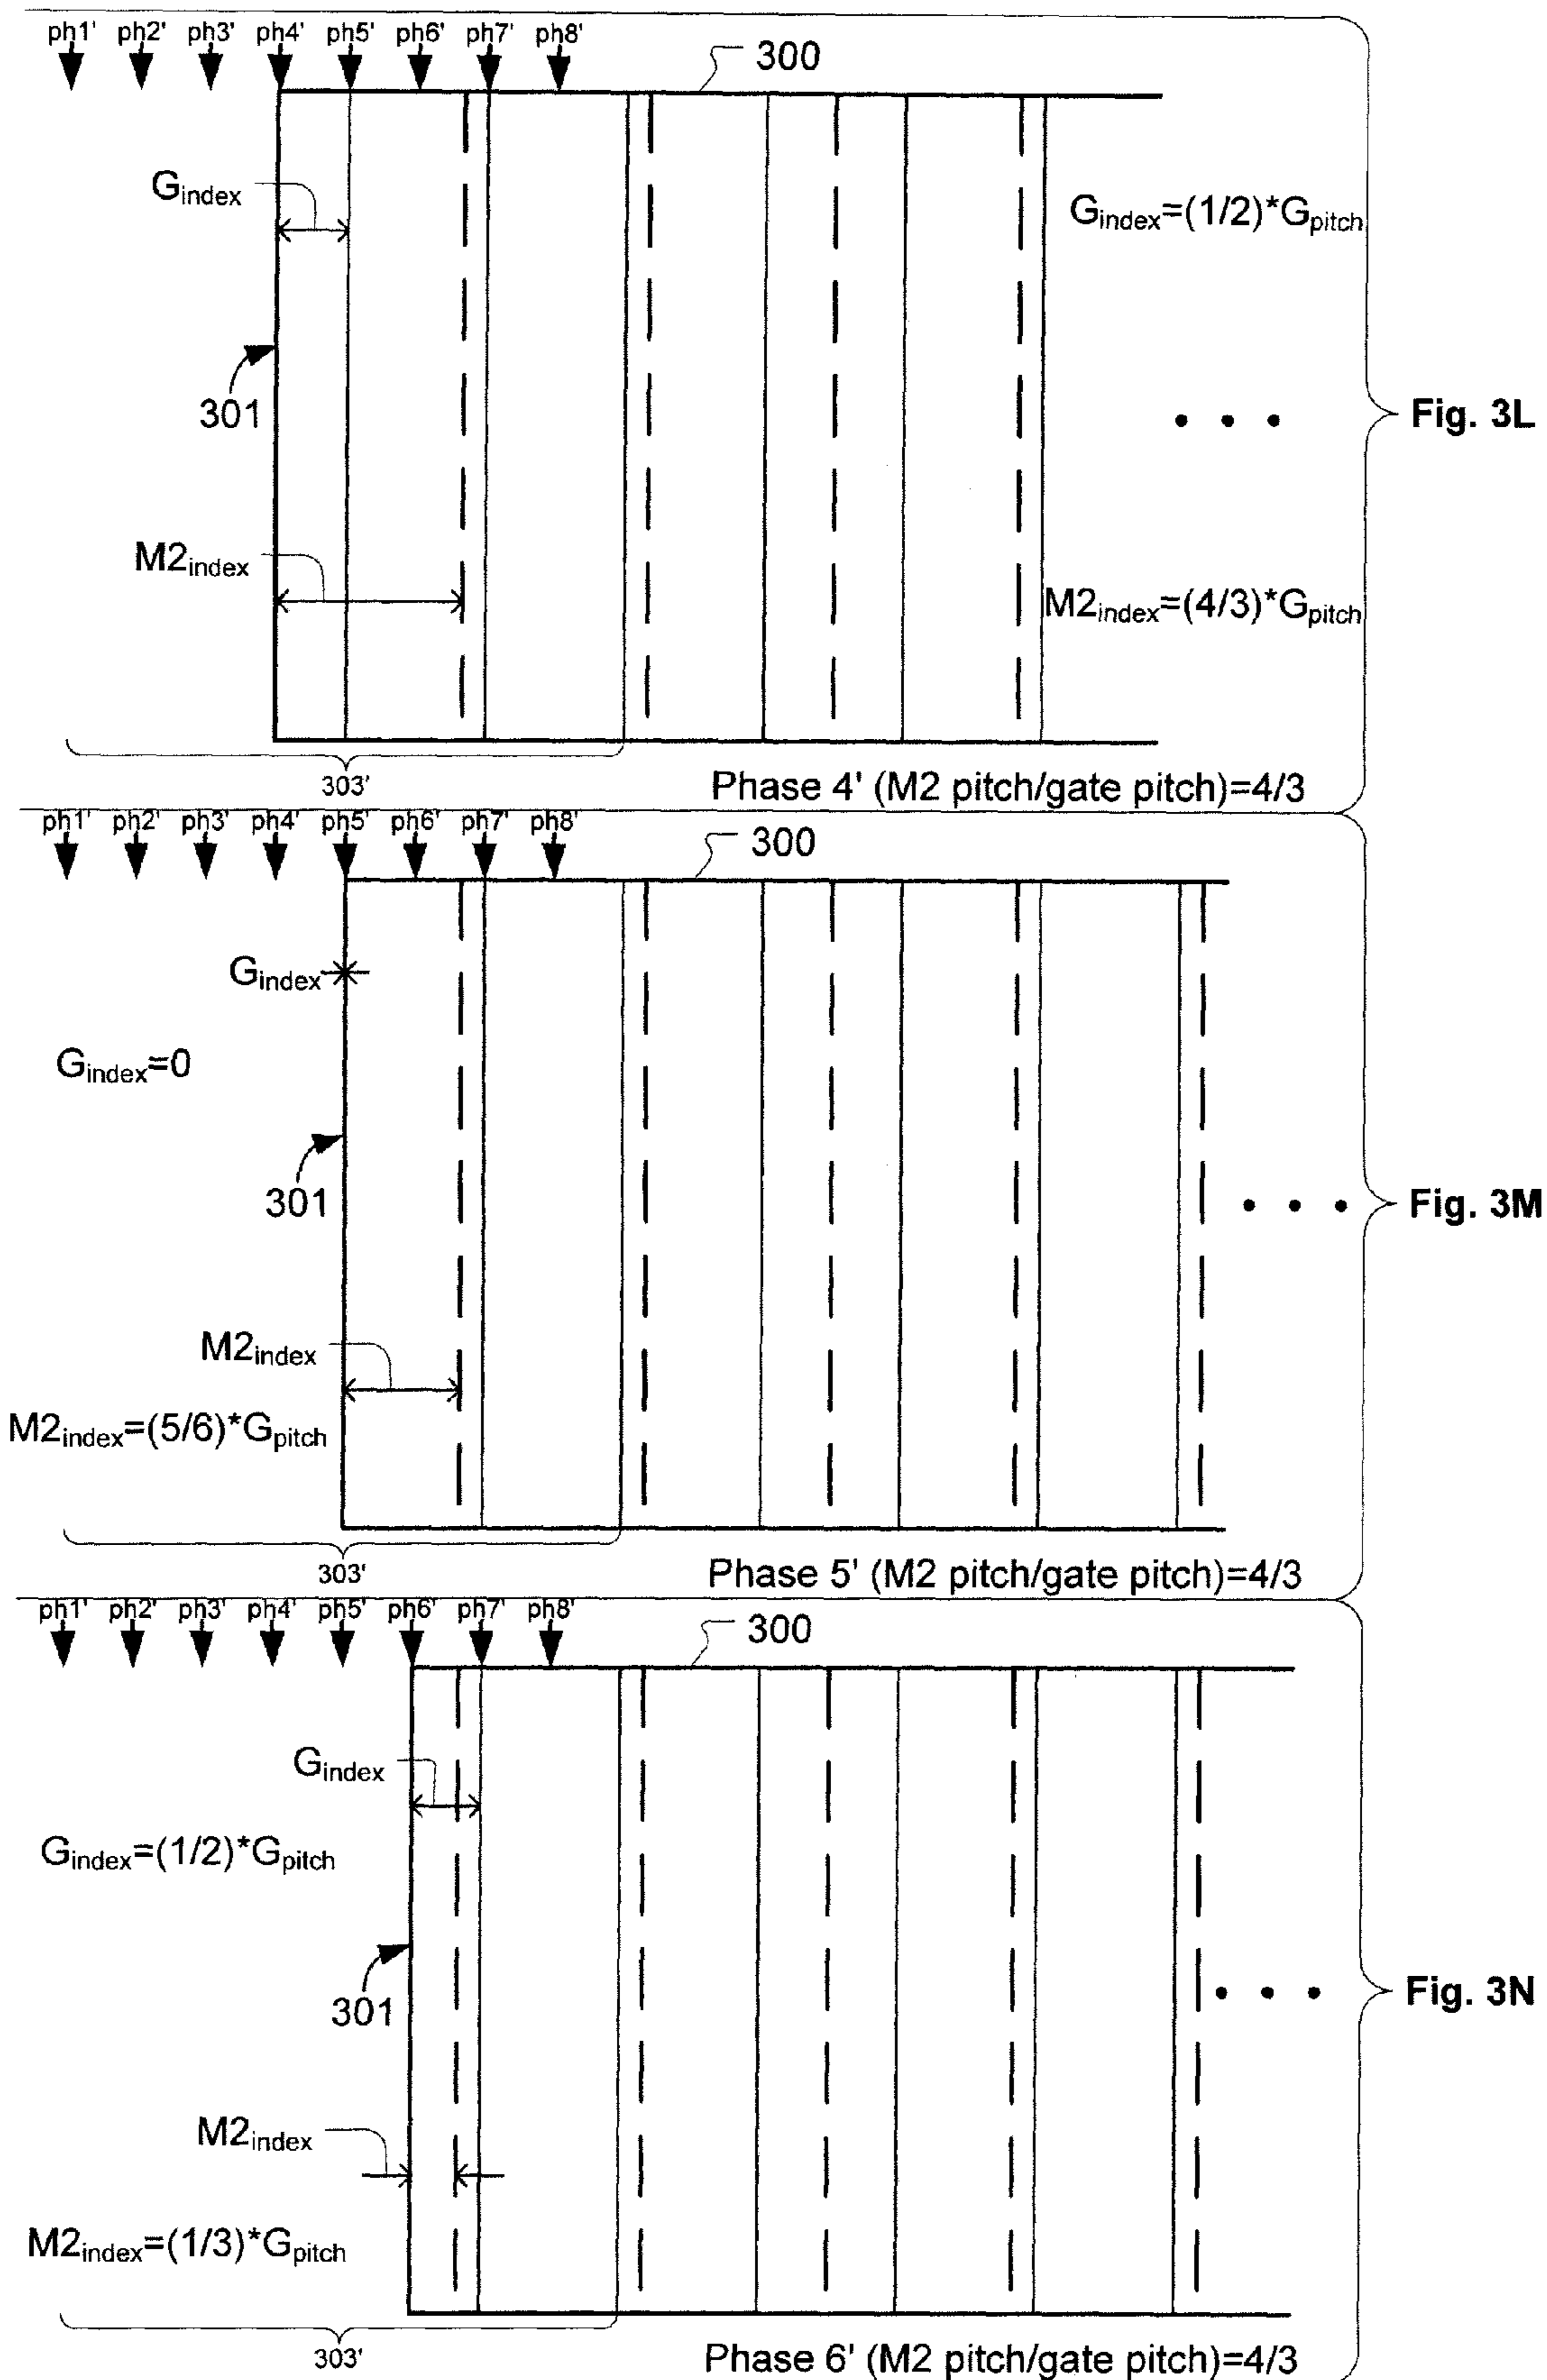 ph1' ph2' ph3' ph4' ph5' ph6' ph7' ph8'
300
Gindex
Gindex=(1/2)*Gpitch
301
Fig. 3L
M2index
M2index=(4/3)*Gpitch
303'
Phase 4' (M2 pitch/gate pitch)=4/3
ph1' ph2' ph3' ph4' ph5' ph6' ph7' ph8'
300
Gindex
Gindex=0
301
Fig. 3M
M2index
M2index=(5/6)*Gpitch
303'
Phase 5' (M2 pitch/gate pitch)=4/3
ph1' ph2' ph3' ph4' ph5' ph6' ph7' ph8'
300
Gindex
Gindex=(1/2)*Gpitch
301
Fig. 3N
M2index
M2index=(1/3)*Gpitch
303'
Phase 6' (M2 pitch/gate pitch)=4/3